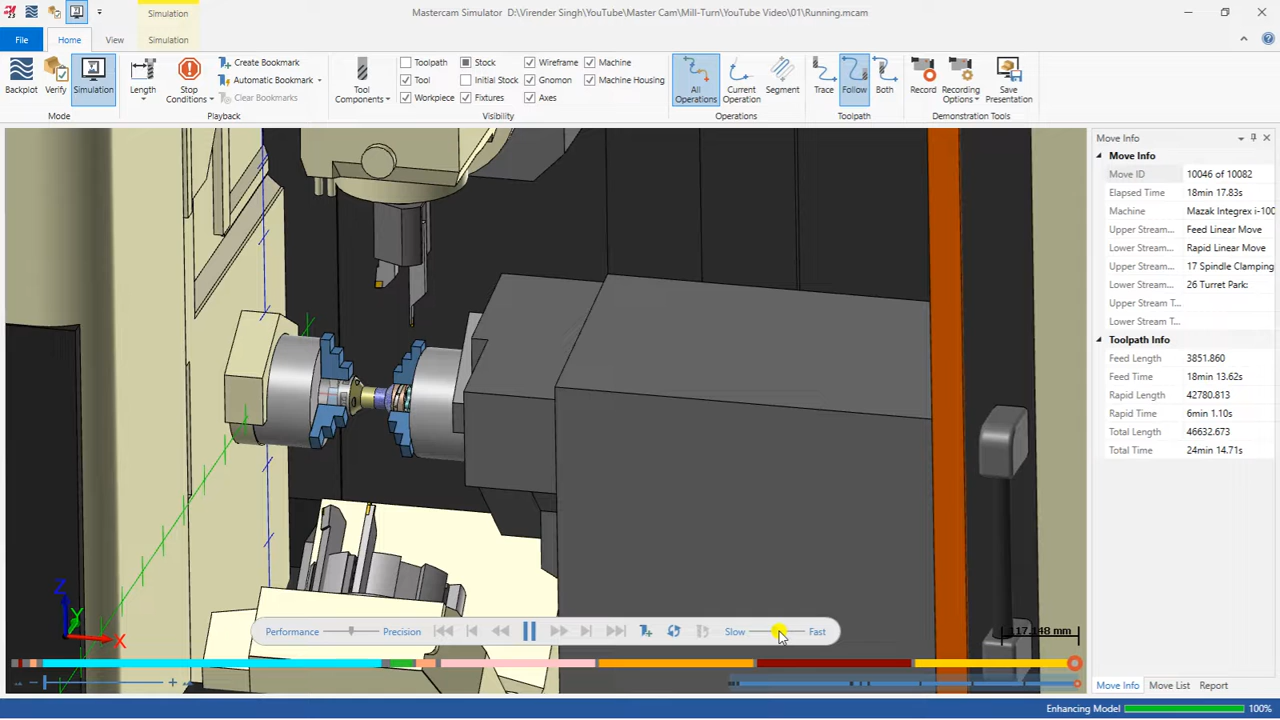 Mastercam Simulator  D:\Virender Singh\YouTube\Master Cam\Mill-Turn\YouTube Video\01\Running.mcam
Simulation
File
Home
View
Simulation
Backplot
Verify
Simulation
Mode
Length
Stop Conditions
Create Bookmark
Automatic Bookmark
Clear Bookmarks
Playback
Tool Components
Toolpath
Tool
Workpiece
Stock
Initial Stock
Fixtures
Wireframe
Gnomon
Axes
Machine
Machine Housing
Visibility
All Operations
Current Operation
Segment
Operations
Trace
Follow
Both
Toolpath
Record
Recording Options
Save Presentation
Demonstration Tools
Move Info
Move Info
Move ID 10046 of 10082
Elapsed Time 18min 17.83s
Machine Mazak Integrex i-100
Upper Stream... Feed Linear Move
Lower Stream... Rapid Linear Move
Upper Stream... 17 Spindle Clamping
Lower Stream... 26 Turret Park:
Upper Stream T...
Lower Stream T...
Toolpath Info
Feed Length 3851.860
Feed Time 18min 13.62s
Rapid Length 42780.813
Rapid Time 6min 1.10s
Total Length 46632.673
Total Time 24min 14.71s
Z
Y
X
Performance Precision Slow Fast
117.148 mm
Move Info Move List Report
Enhancing Model 100%